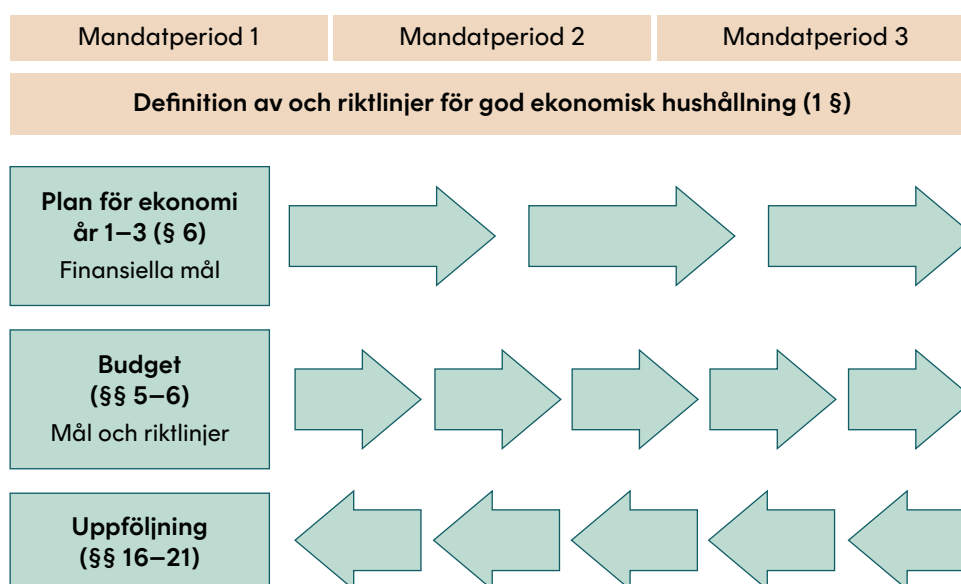 Mandatperiod 1
Mandatperiod 2
Mandatperiod 3
Definition av och riktlinjer för god ekonomisk hushållning (1 §)
Plan för ekonomi
år 1–3 (§ 6)
Finansiella mål
Budget
(§§ 5–6)
Mål och riktlinjer
Uppföljning
(§§ 16–21)